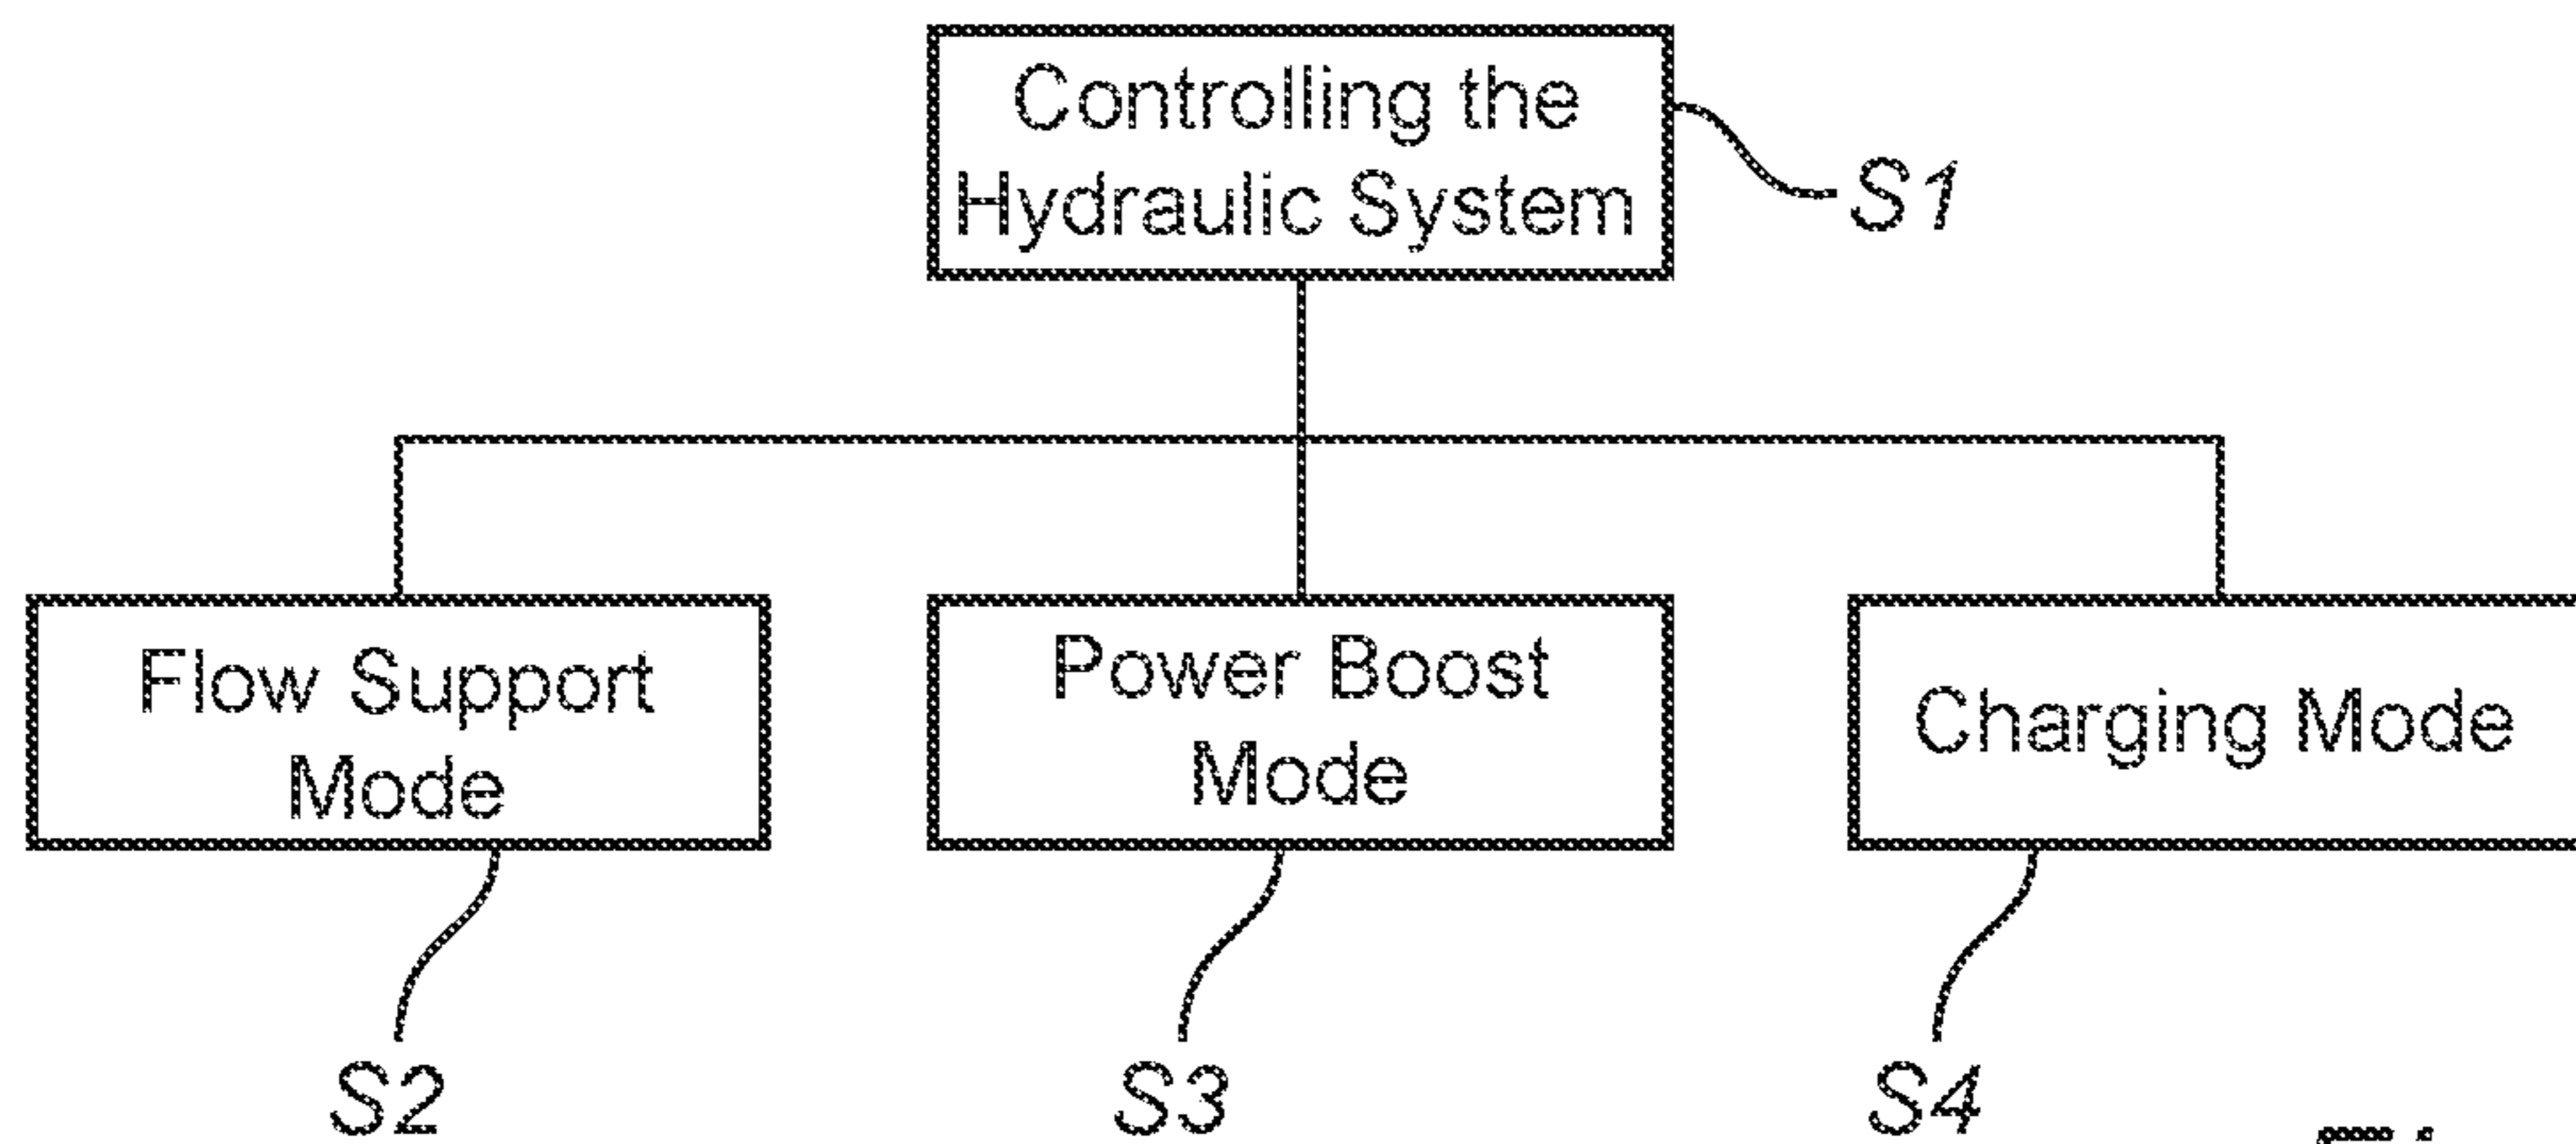 Controlling the
Hydraulic System
S1
Flow Support
Mode
Power Boost
Mode
Charging Mode
S2
S3
S4